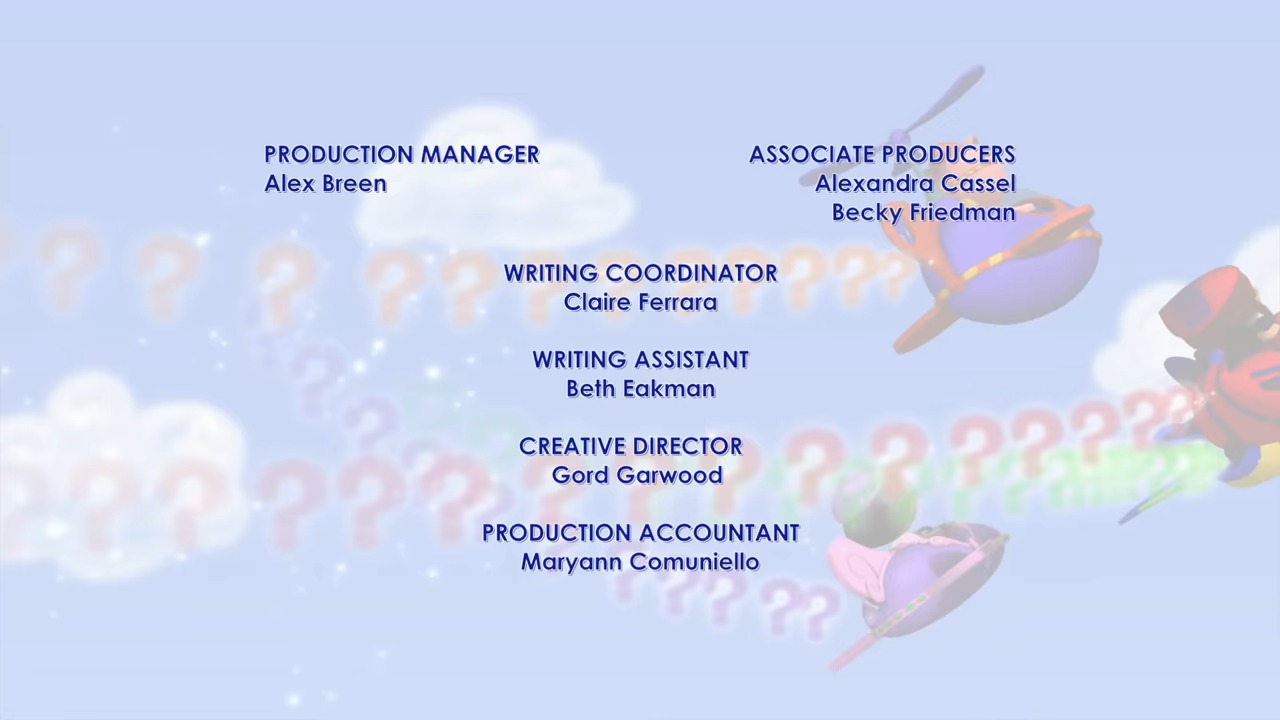 PRODUCTION MANAGER
Alex Breen
ASSOCIATE PRODUCERS
Alexandra Cassel
Becky Friedman
WRITING COORDINATOR
Claire Ferrara
WRITING ASSISTANT
Beth Eakman
CREATIVE DIRECTOR
Gord Garwood
PRODUCTION ACCOUNTANT
Maryann Comuniello